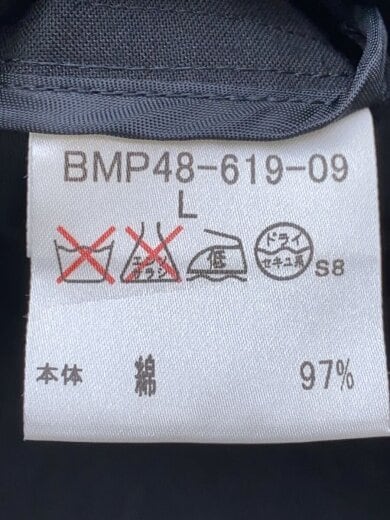 BMP48-619-09
L
エンソ
サラシ
低
ドライ
セキユ系
S8
本体 綿 97%